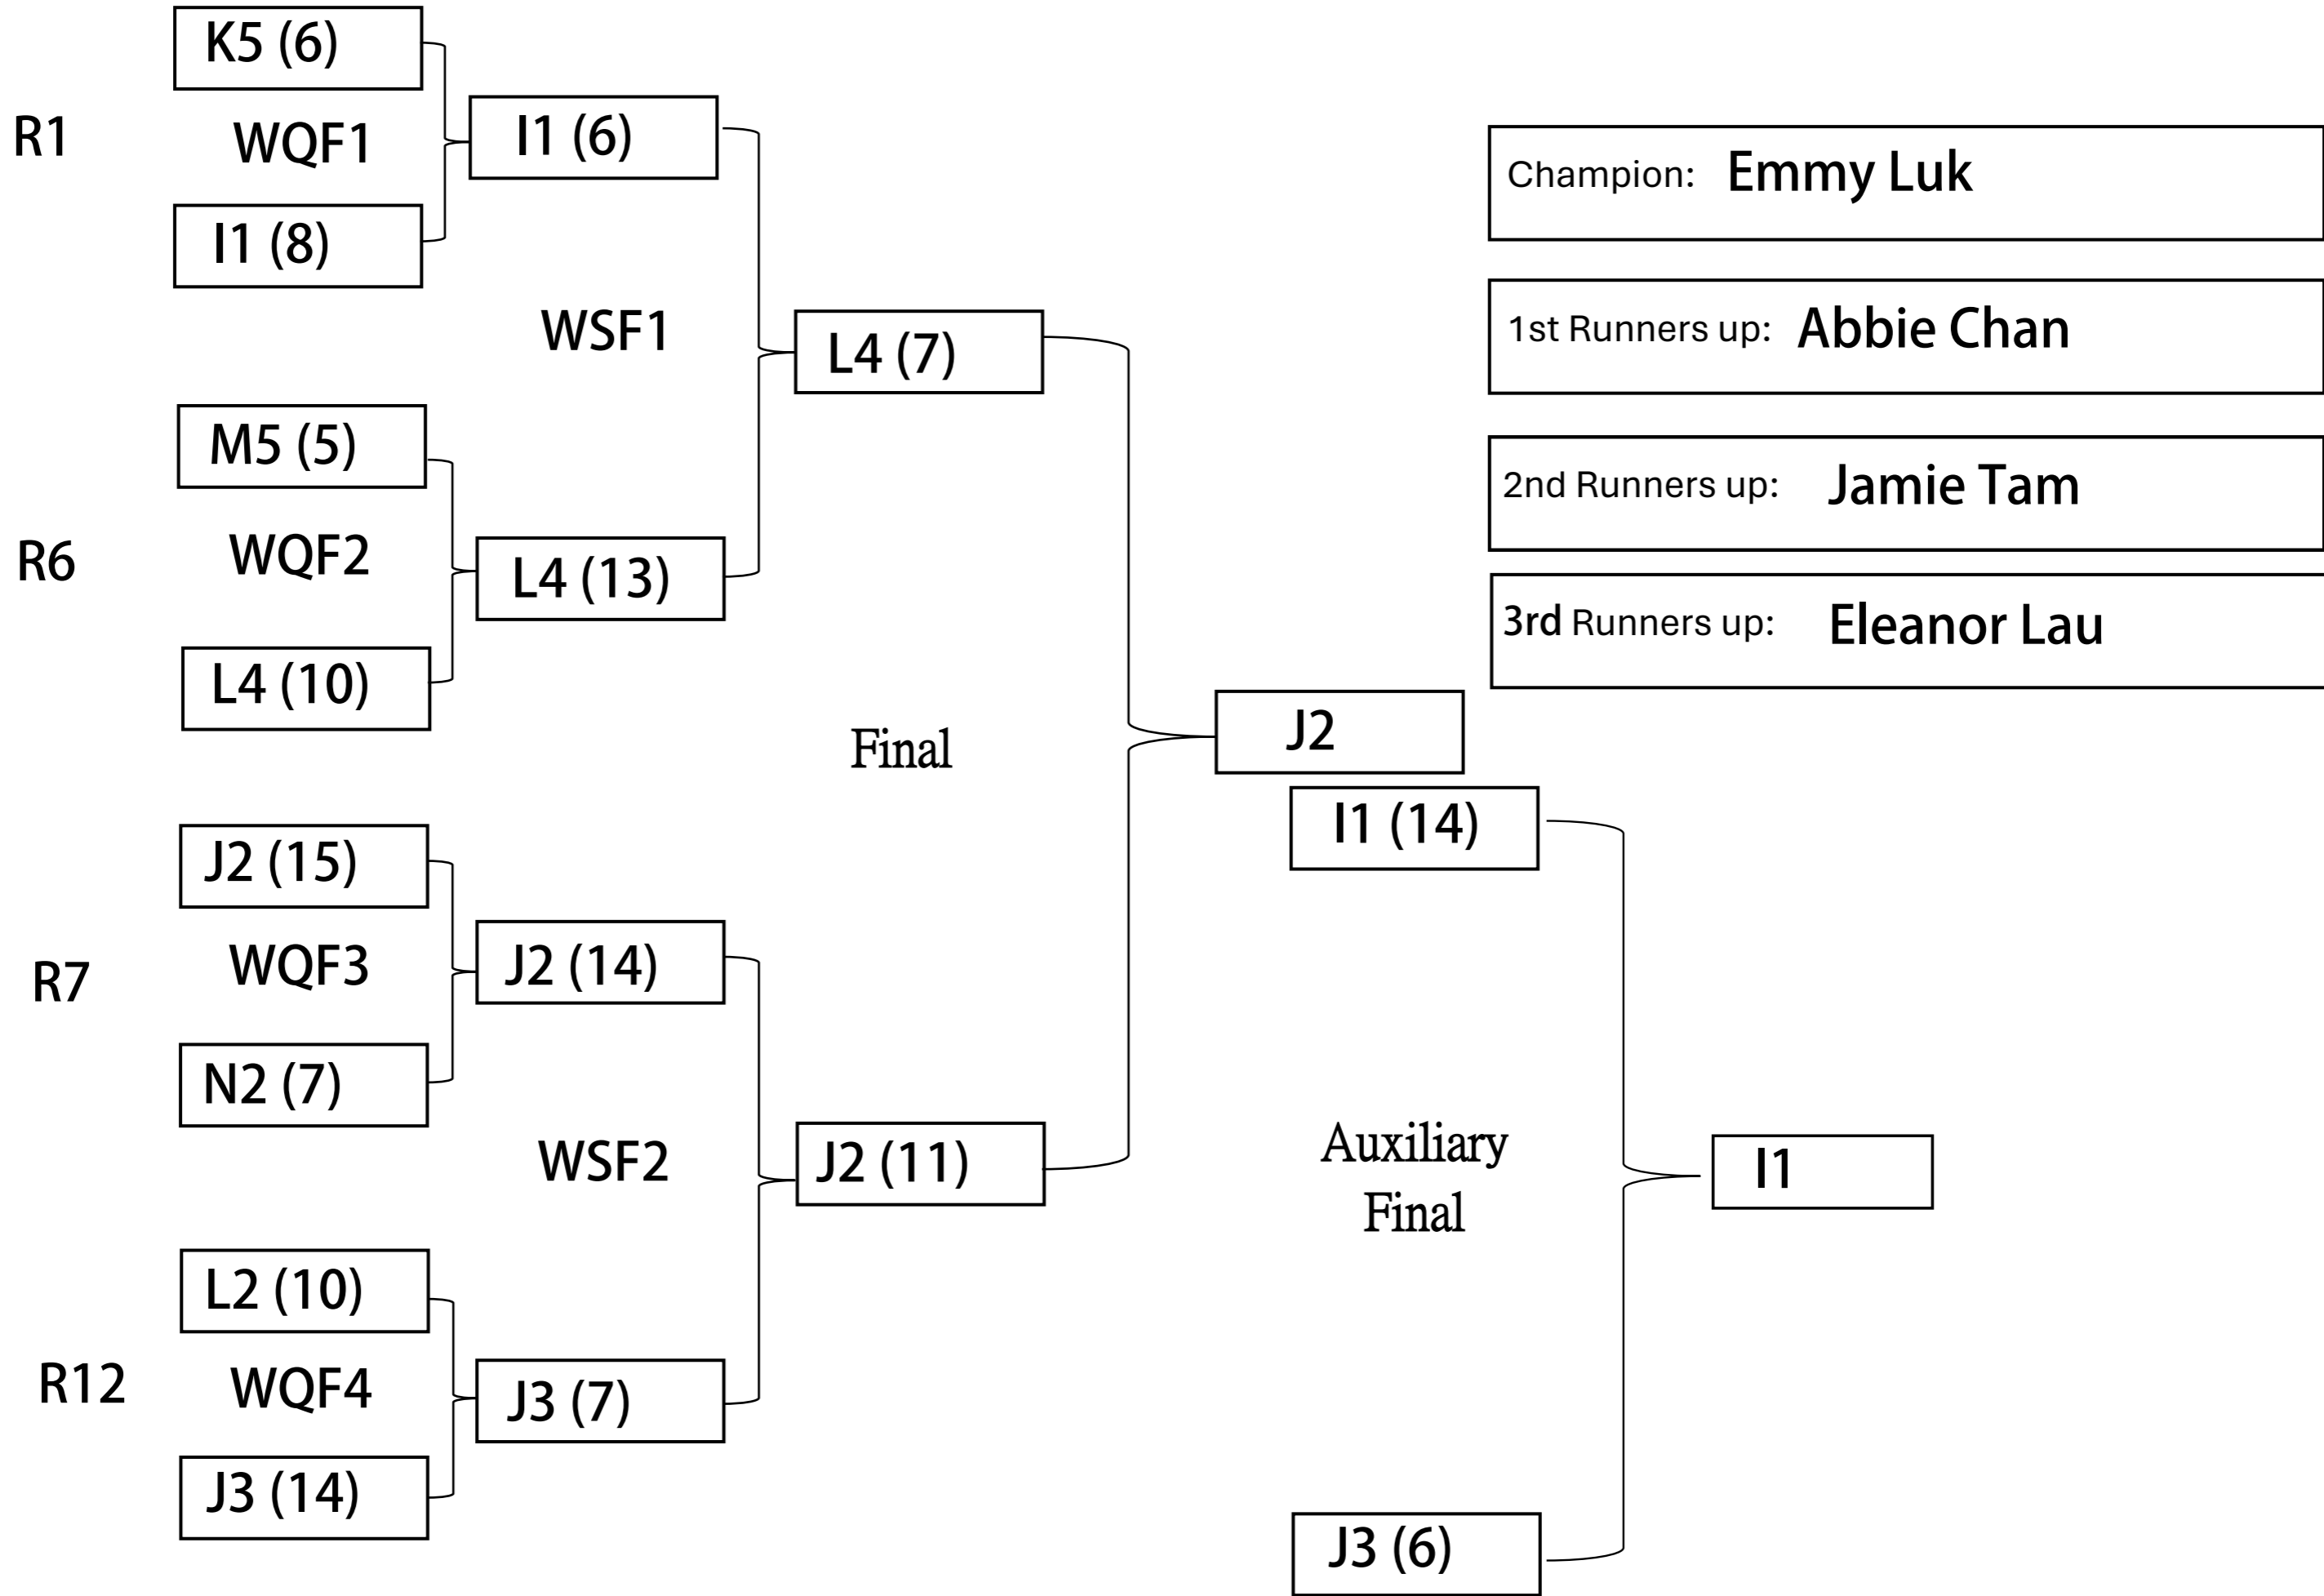 K5 (6)
R1
WQF1
I1 (6)
I1 (8)
WSF1
L4 (7)
M5 (5)
R6
WQF2
L4 (13)
L4 (10)
Final
J2
J2 (15)
R7
WQF3
J2 (14)
N2 (7)
WSF2
J2 (11)
L2 (10)
R12
WQF4
J3 (7)
J3 (14)
Champion: Emmy Luk
1st Runners up: Abbie Chan
2nd Runners up: Jamie Tam
3rd Runners up: Eleanor Lau
I1 (14)
Auxiliary
Final
I1
J3 (6)